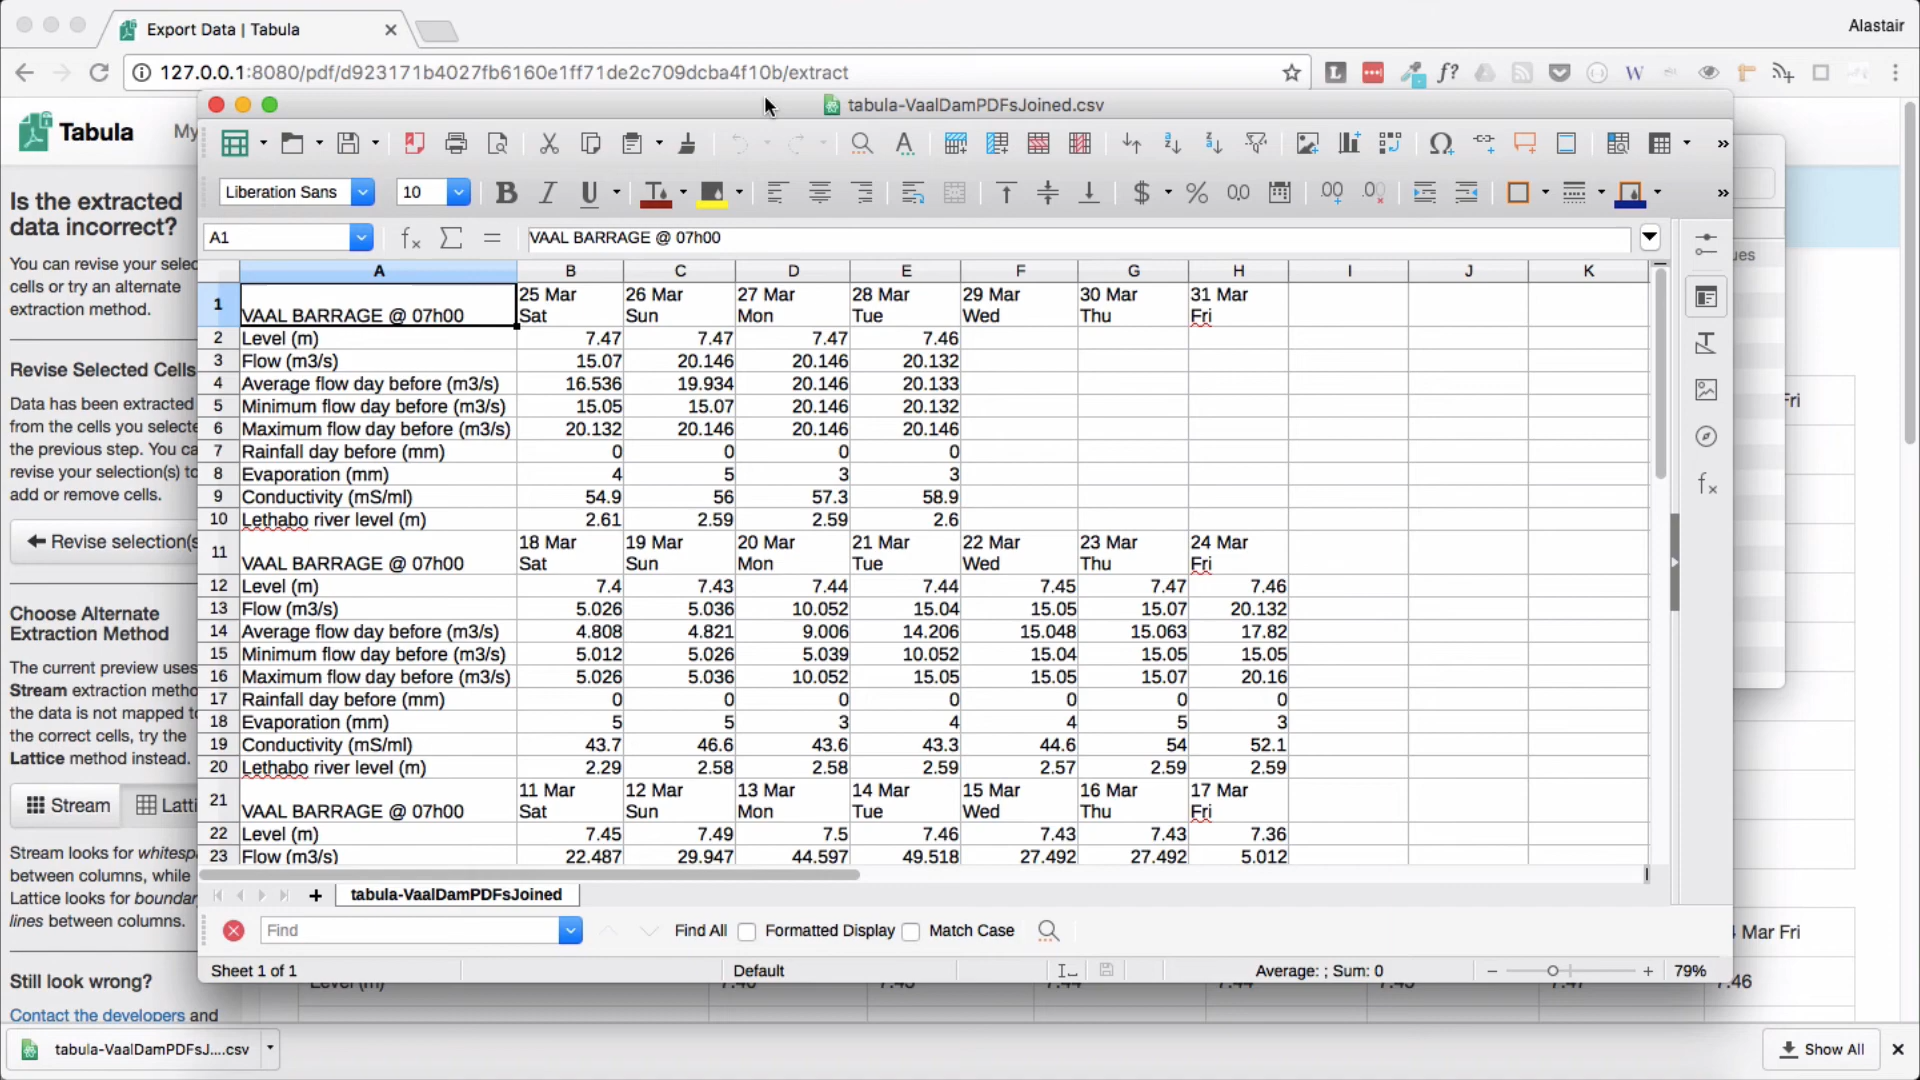 Export Data | Tabula
Alastair
127.0.0.1:8080/pdf/d923171b4027fb6160e1ff71de2c709dcba4f10b/extract
tabula-VaalDamPDFsJoined.csv
Tabula
My
Liberation Sans
10
A1
VAAL BARRAGE @ 07h00
A B C D E F G H I J K
1 VAAL BARRAGE @ 07h00 25 Mar Sat 26 Mar Sun 27 Mar Mon 28 Mar Tue 29 Mar Wed 30 Mar Thu 31 Mar Fri
2 Level (m) 7.47 7.47 7.47 7.46
3 Flow (m3/s) 15.07 20.146 20.146 20.132
4 Average flow day before (m3/s) 16.536 19.934 20.146 20.133
5 Minimum flow day before (m3/s) 15.05 15.07 20.146 20.132
6 Maximum flow day before (m3/s) 20.132 20.146 20.146 20.146
7 Rainfall day before (mm) 0 0 0 0
8 Evaporation (mm) 4 5 3 3
9 Conductivity (mS/ml) 54.9 56 57.3 58.9
10 Lethabo river level (m) 2.61 2.59 2.59 2.6
11 VAAL BARRAGE @ 07h00 18 Mar Sat 19 Mar Sun 20 Mar Mon 21 Mar Tue 22 Mar Wed 23 Mar Thu 24 Mar Fri
12 Level (m) 7.4 7.43 7.44 7.44 7.45 7.47 7.46
13 Flow (m3/s) 5.026 5.036 10.052 15.04 15.05 15.07 20.132
14 Average flow day before (m3/s) 4.808 4.821 9.006 14.206 15.048 15.063 17.82
15 Minimum flow day before (m3/s) 5.012 5.026 5.039 10.052 15.04 15.05 15.05
16 Maximum flow day before (m3/s) 5.026 5.036 10.052 15.05 15.05 15.07 20.16
17 Rainfall day before (mm) 0 0 0 0 0 0 0
18 Evaporation (mm) 5 5 3 4 4 5 3
19 Conductivity (mS/ml) 43.7 46.6 43.6 43.3 44.6 54 52.1
20 Lethabo river level (m) 2.29 2.58 2.58 2.59 2.57 2.59 2.59
21 VAAL BARRAGE @ 07h00 11 Mar Sat 12 Mar Sun 13 Mar Mon 14 Mar Tue 15 Mar Wed 16 Mar Thu 17 Mar Fri
22 Level (m) 7.45 7.49 7.5 7.46 7.43 7.43 7.36
23 Flow (m3/s) 22.487 29.947 44.597 49.518 27.492 27.492 5.012
tabula-VaalDamPDFsJoined
Find
Find All
Formatted Display
Match Case
Sheet 1 of 1
Default
Average: ; Sum: 0
79%
Is the extracted
data incorrect?
You can revise your selec
cells or try an alternate
extraction method.
Revise Selected Cells
Data has been extracted
from the cells you selecte
the previous step. You ca
revise your selection(s) to
add or remove cells.
Revise selection(s
Choose Alternate
Extraction Method
The current preview uses
Stream extraction metho
the data is not mapped to
the correct cells, try the
Lattice method instead.
Stream
Latti
Stream looks for whitesp
between columns, while
Lattice looks for boundar
lines between columns.
Still look wrong?
Contact the developers and
ues
Fri
Mar Fri
tabula-VaalDamPDFsJ....csv
Show All